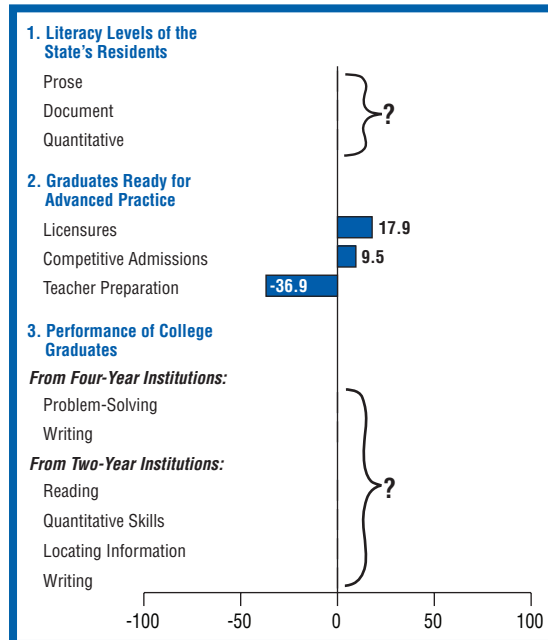 1. Literacy Levels of the
State's Residents
Prose
Document
Quantitative
?
2. Graduates Ready for
Advanced Practice
Licensures 17.9
Competitive Admissions 9.5
Teacher Preparation -36.9
3. Performance of College
Graduates
From Four-Year Institutions:
Problem-Solving
Writing
From Two-Year Institutions:
Reading
?
Quantitative Skills
Locating Information
Writing
-100 -50 0 50 100